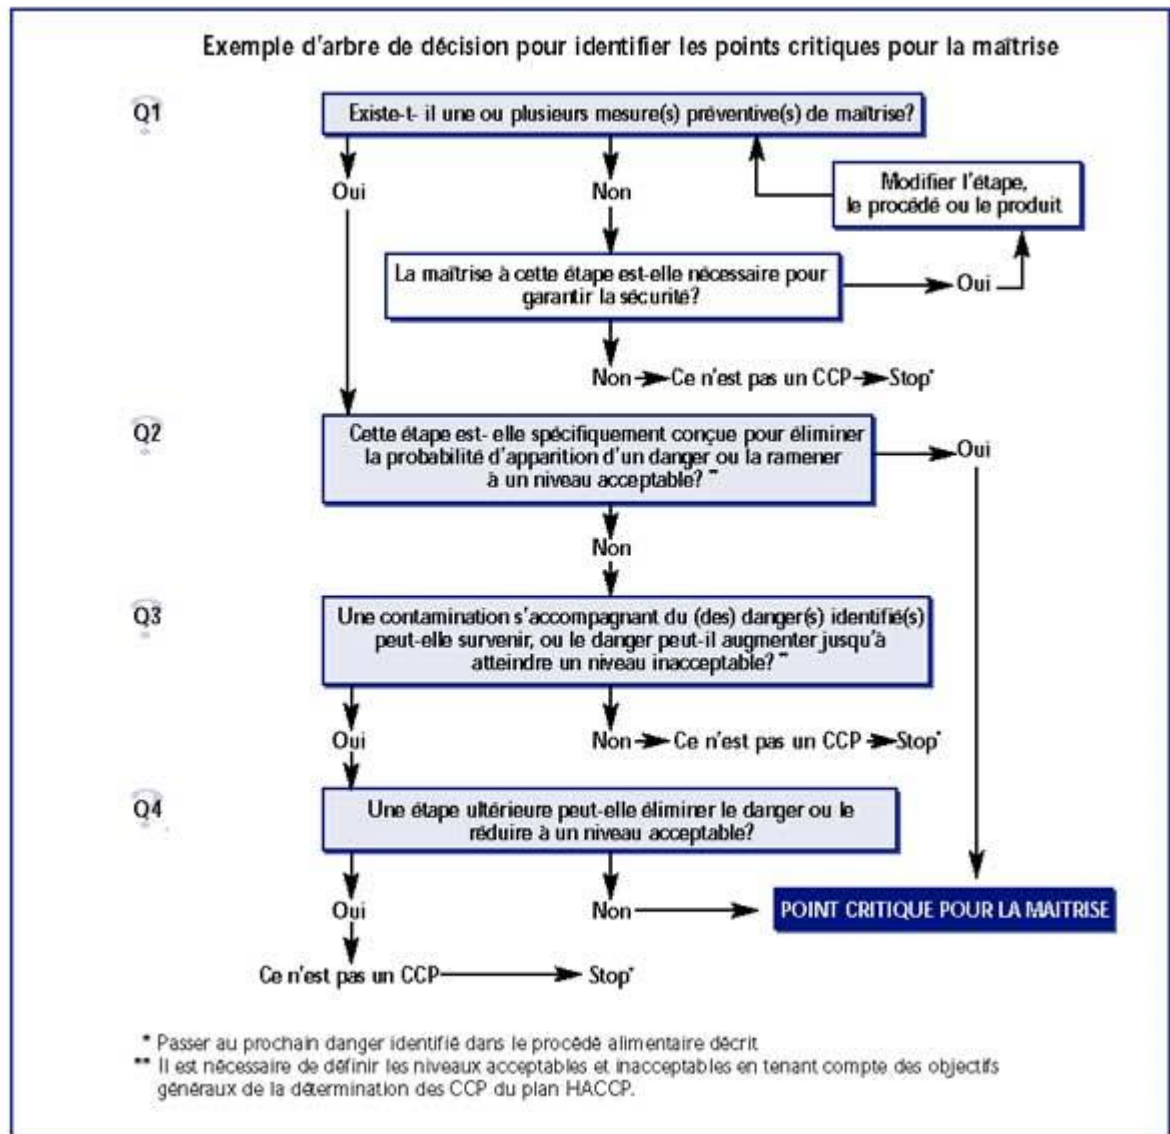 Exemple d'arbre de décision pour identifier les points critiques pour la maîtrise
Q1
Existe-t- il une ou plusieurs mesure(s) préventive(s) de maîtrise?
Oui
Non
Modifier l'étape,
le procédé ou le produit
La maîtrise à cette étape est-elle nécessaire pour
garantir la sécurité?
Oui
Non
Ce n'est pas un CCP
Stop*
Q2
Cette étape est- elle spécifiquement conçue pour éliminer
la probabilité d'apparition d'un danger ou la ramener
à un niveau acceptable? **
Oui
Non
Q3
Une contamination s'accompagnant du (des) danger(s) identifié(s)
peut-elle survenir, ou le danger peut-il augmenter jusqu'à
atteindre un niveau inacceptable? **
Oui
Non
Ce n'est pas un CCP
Stop*
Q4
Une étape ultérieure peut-elle éliminer le danger ou le
réduire à un niveau acceptable?
Oui
Non
POINT CRITIQUE POUR LA MAITRISE
Ce n'est pas un CCP
Stop*
* Passer au prochain danger identifié dans le procédé alimentaire décrit
** Il est nécessaire de définir les niveaux acceptables et inacceptables en tenant compte des objectifs
généraux de la détermination des CCP du plan HACCP.